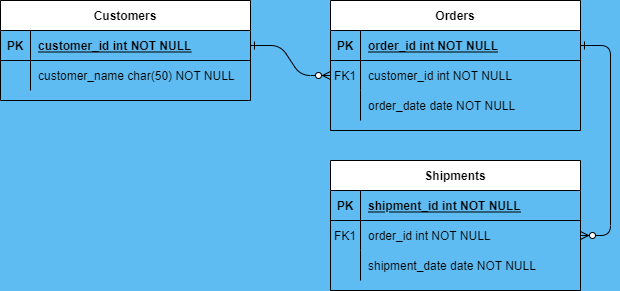 Customers
PK customer_id int NOT NULL
customer_name char(50) NOT NULL
Orders
PK order_id int NOT NULL
FK1 customer_id int NOT NULL
order_date date NOT NULL
Shipments
PK shipment_id int NOT NULL
FK1 order_id int NOT NULL
shipment_date date NOT NULL